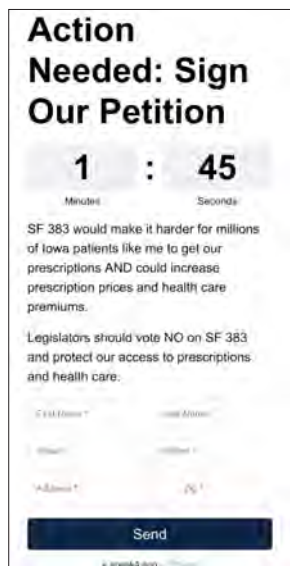 Action
Needed: Sign
Our Petition
1 : 45
Minutes Seconds
SF 383 would make it harder for millions
of Iowa patients like me to get our
prescriptions AND could increase
prescription prices and health care
premiums.
Legislators should vote NO on SF 383
and protect our access to prescriptions
and health care.
First Name * Last Name
Address *
Send